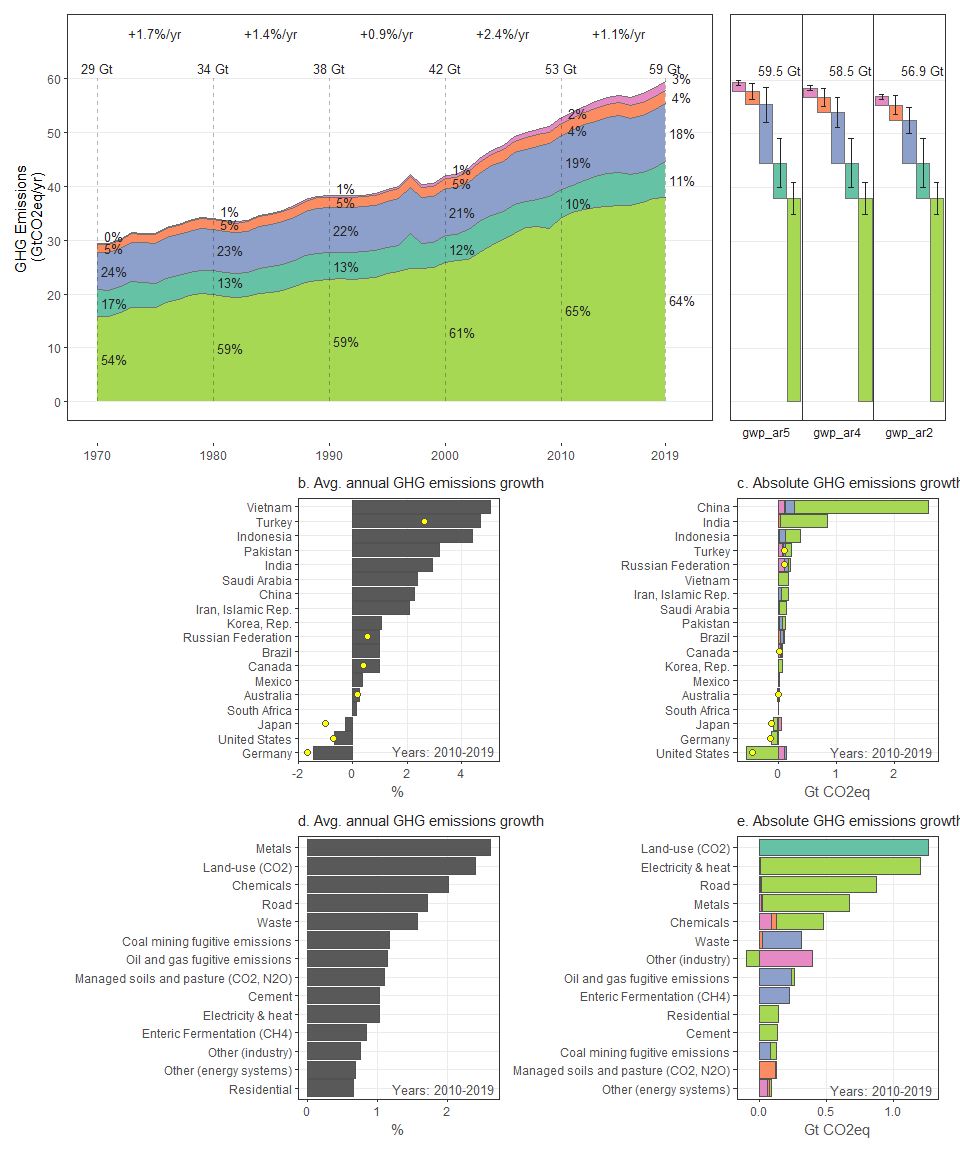 +1.7%/yr +1.4%/yr +0.9%/yr +2.4%/yr +1.1%/yr
29 Gt 34 Gt 38 Gt 42 Gt 53 Gt 59 Gt
GHG Emissions
(GtCO2eq/yr)
60
50
40
30
20
10
0
0%
5%
24%
17%
54%
1%
5%
23%
13%
59%
1%
5%
22%
13%
59%
1%
5%
21%
12%
61%
2%
4%
19%
10%
65%
3%
4%
18%
11%
64%
1970 1980 1990 2000 2010 2019
59.5 Gt 58.5 Gt 56.9 Gt
gwp_ar5 gwp_ar4 gwp_ar2
b. Avg. annual GHG emissions growth
Vietnam
Turkey
Indonesia
Pakistan
India
Saudi Arabia
China
Iran, Islamic Rep.
Korea, Rep.
Russian Federation
Brazil
Canada
Mexico
Australia
South Africa
Japan
United States
Germany
Years: 2010-2019
-2 0 2 4
%
c. Absolute GHG emissions growth
China
India
Indonesia
Turkey
Russian Federation
Vietnam
Iran, Islamic Rep.
Saudi Arabia
Pakistan
Brazil
Canada
Korea, Rep.
Mexico
Australia
South Africa
Japan
Germany
United States
Years: 2010-2019
0 1 2
Gt CO2eq
d. Avg. annual GHG emissions growth
Metals
Land-use (CO2)
Chemicals
Road
Waste
Coal mining fugitive emissions
Oil and gas fugitive emissions
Managed soils and pasture (CO2, N2O)
Cement
Electricity & heat
Enteric Fermentation (CH4)
Other (industry)
Other (energy systems)
Residential
Years: 2010-2019
0 1 2
%
e. Absolute GHG emissions growth
Land-use (CO2)
Electricity & heat
Road
Metals
Chemicals
Waste
Other (industry)
Oil and gas fugitive emissions
Enteric Fermentation (CH4)
Residential
Cement
Coal mining fugitive emissions
Managed soils and pasture (CO2, N2O)
Other (energy systems)
Years: 2010-2019
0.0 0.5 1.0
Gt CO2eq